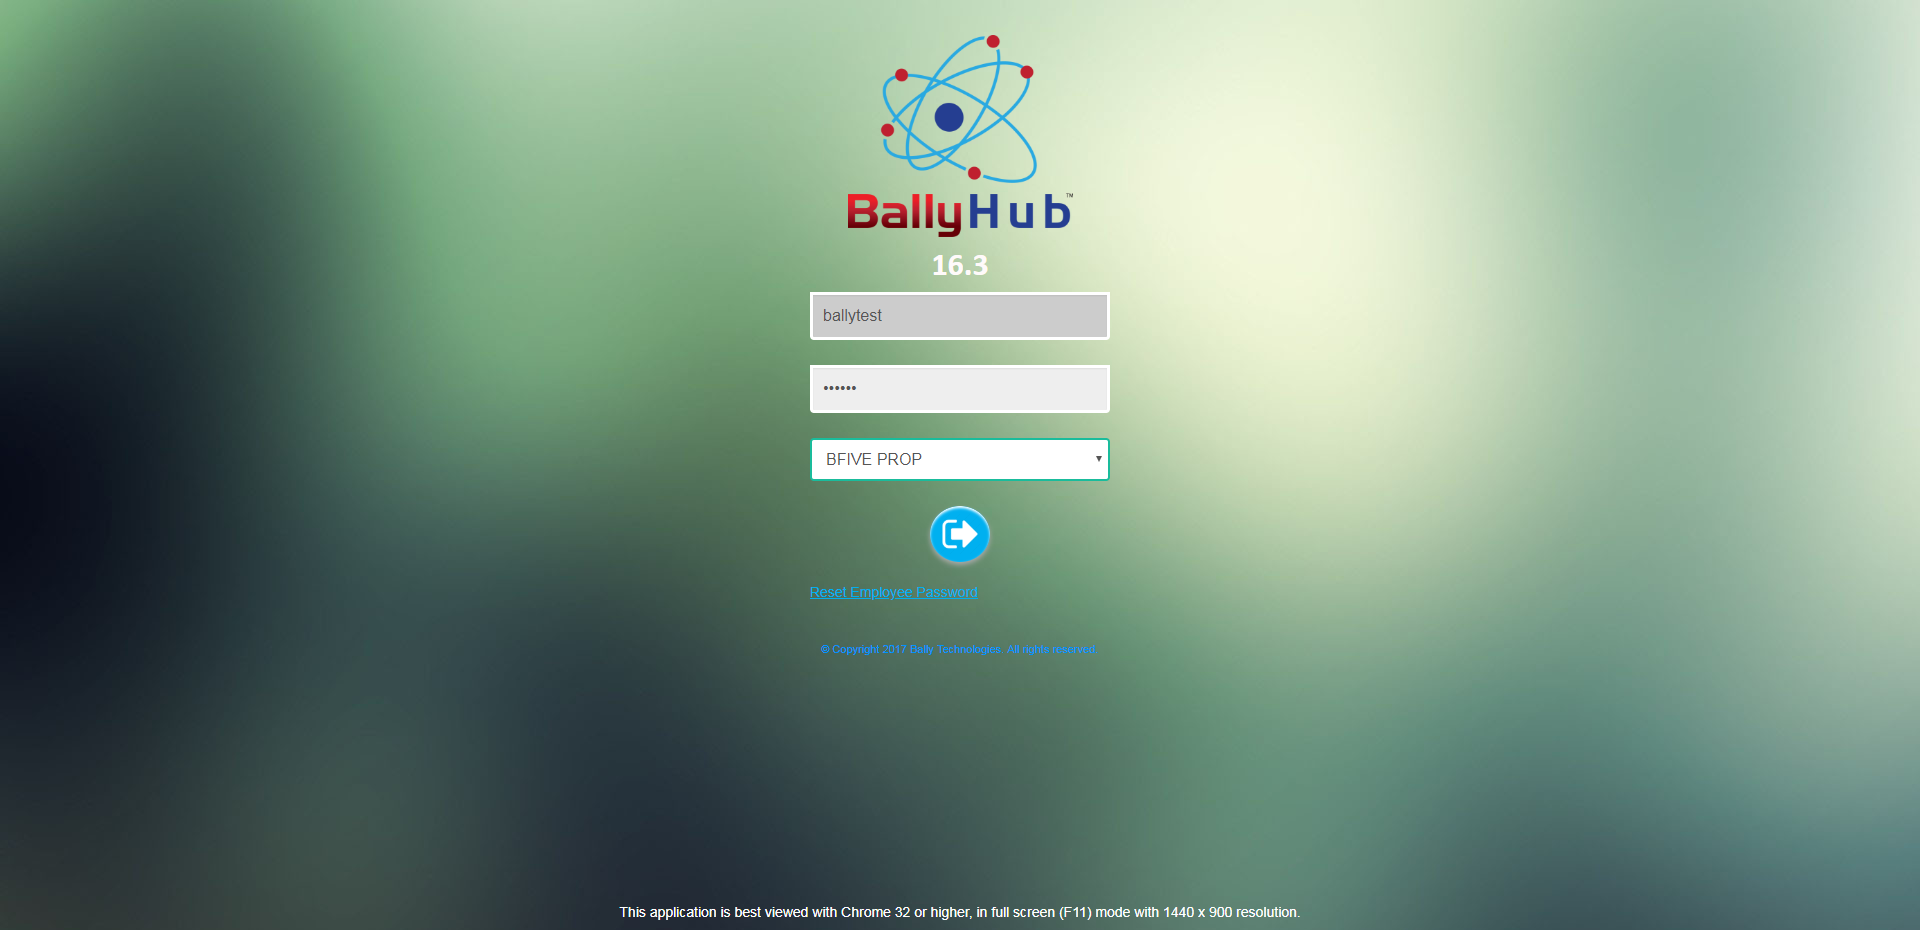 BallyHub™
16.3
ballytest
••••••
BFIVE PROP
Reset Employee Password
© Copyright 2017 Bally Technologies. All rights reserved.
This application is best viewed with Chrome 32 or higher, in full screen (F11) mode with 1440 x 900 resolution.